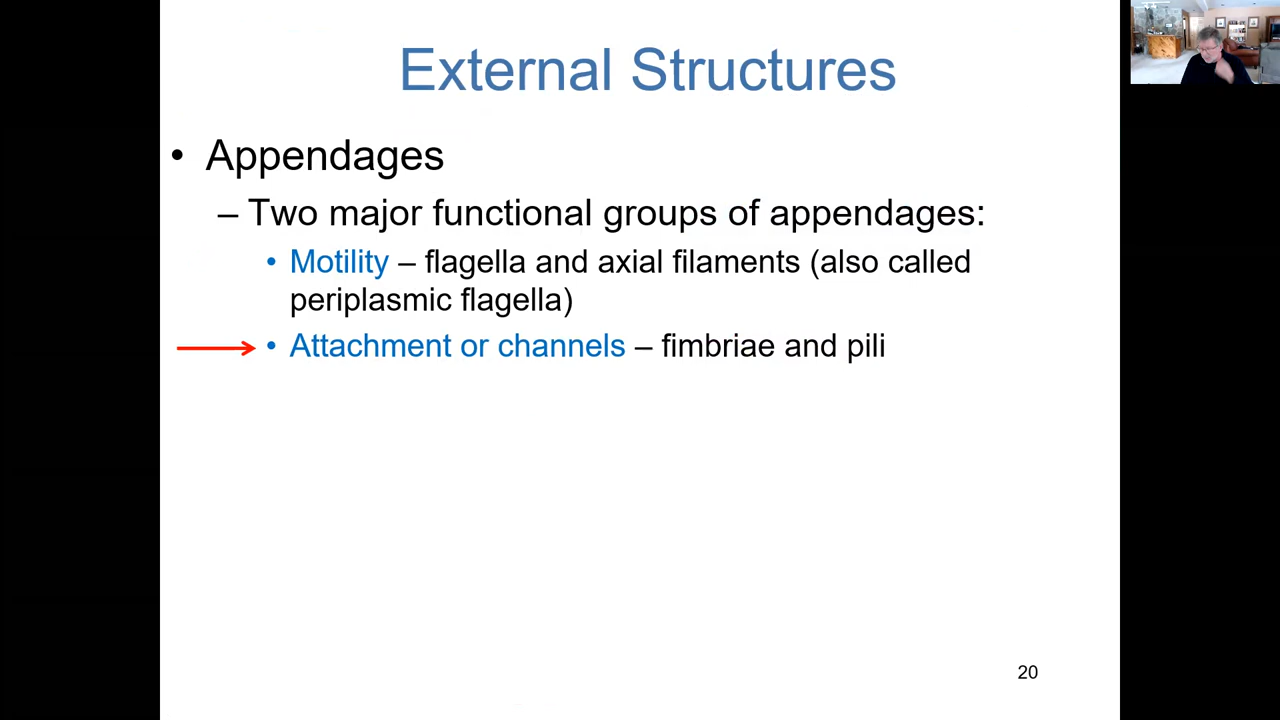 External Structures
• Appendages
– Two major functional groups of appendages:
• Motility – flagella and axial filaments (also called
periplasmic flagella)
• Attachment or channels – fimbriae and pili
20